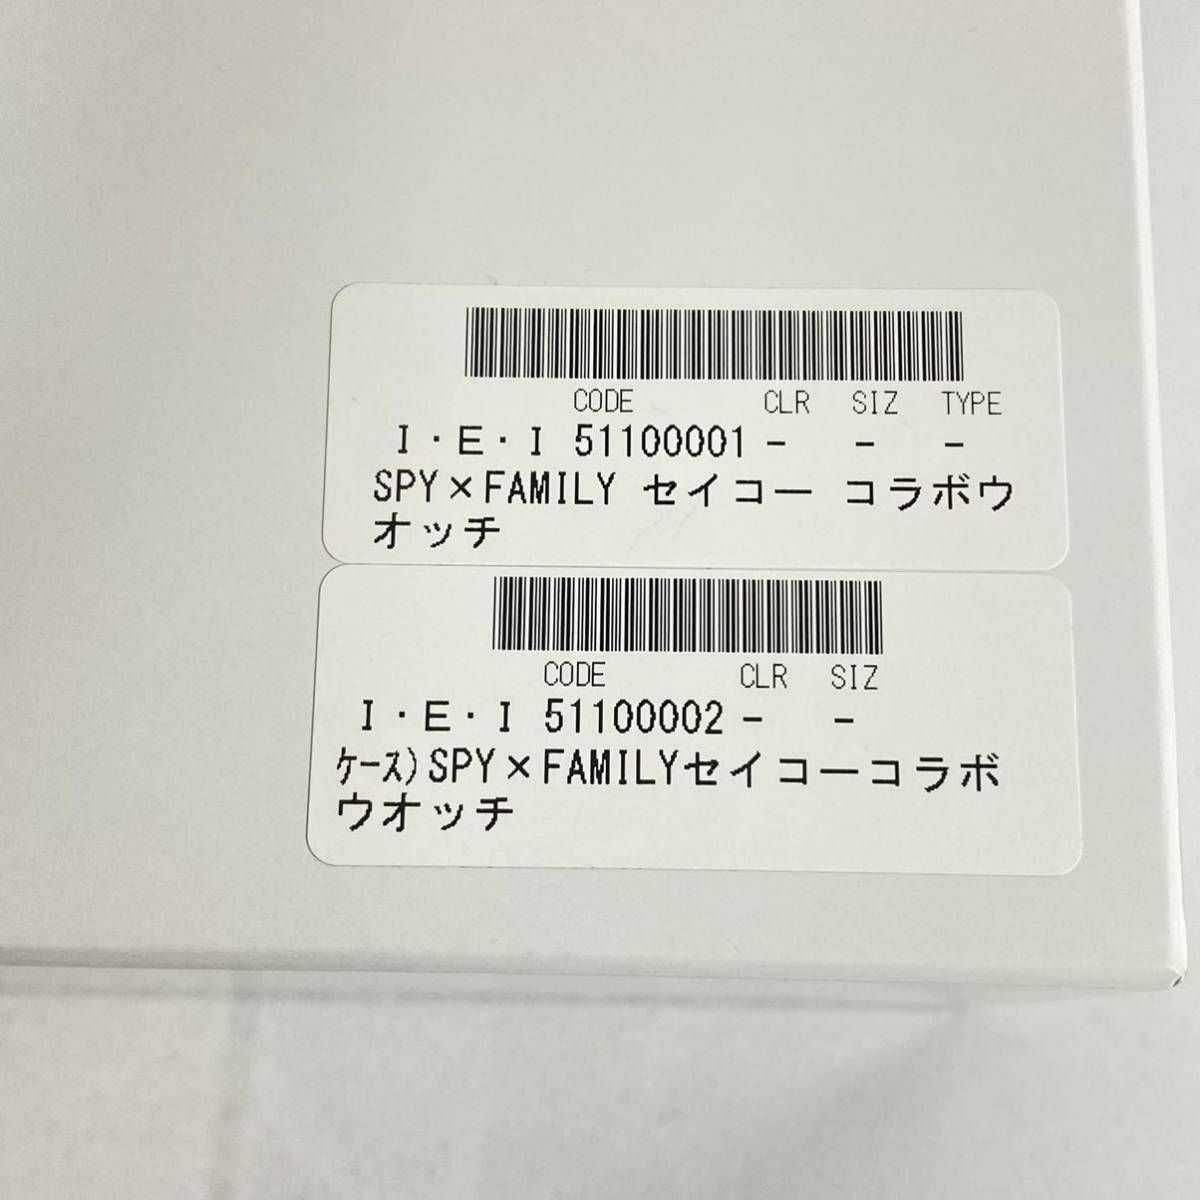 CODE CLR SIZ TYPE
I・E・I 51100001 - - -
SPY×FAMILY セイコー コラボウ
オッチ
CODE CLR SIZ
I・E・I 51100002 - -
ｹｰｽ)SPY×FAMILYセイコーコラボ
ウオッチ